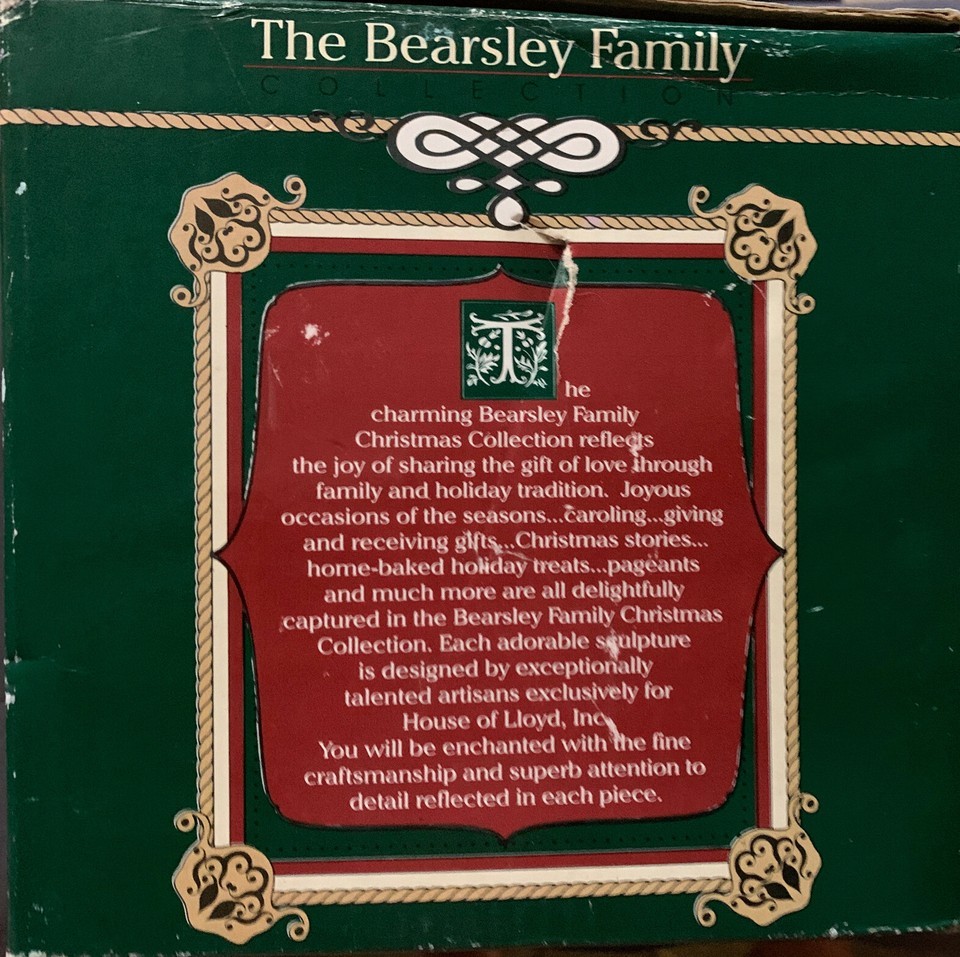 The Bearsley Family
COLLECTION
The
charming Bearsley Family
Christmas Collection reflects
the joy of sharing the gift of love through
family and holiday tradition. Joyous
occasions of the seasons...caroling...giving
and receiving gifts...Christmas stories...
home-baked holiday treats...pageants
and much more are all delightfully
captured in the Bearsley Family Christmas
Collection. Each adorable sculpture
is designed by exceptionally
talented artisans exclusively for
House of Lloyd, Inc.
You will be enchanted with the fine
craftsmanship and superb attention to
detail reflected in each piece.